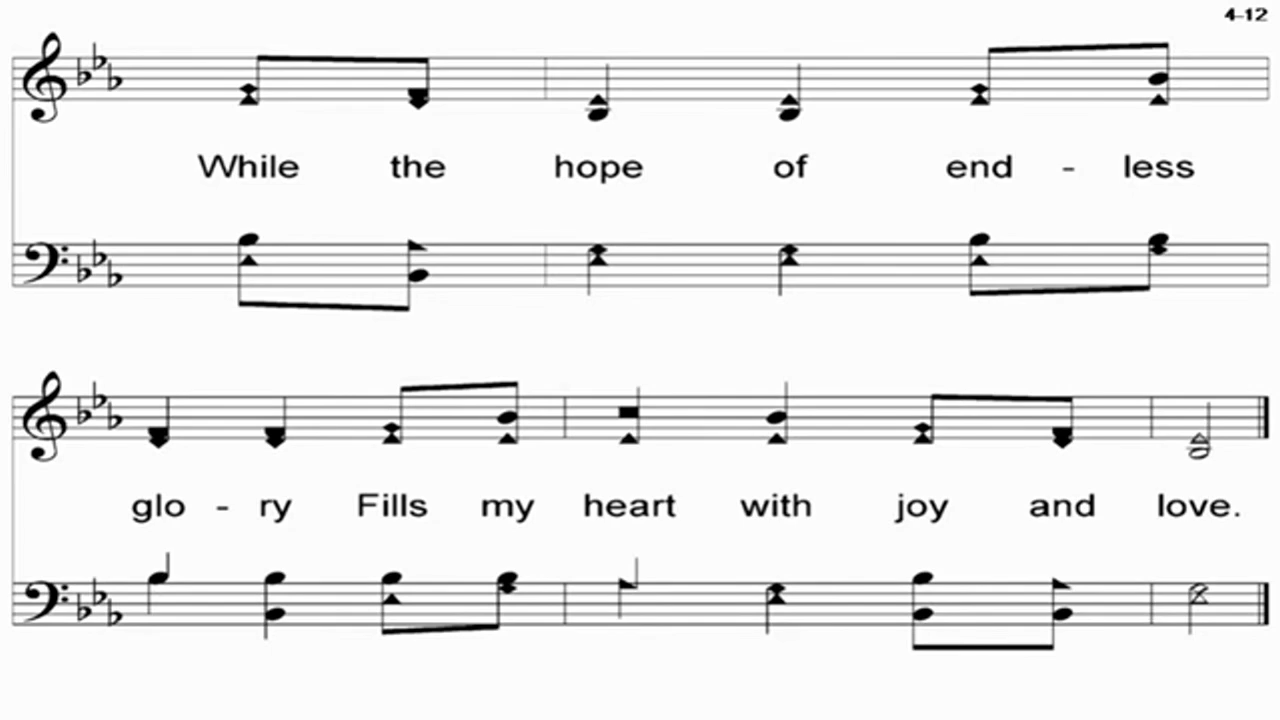 4-12
While the hope of end - less
glo - ry Fills my heart with joy and love.